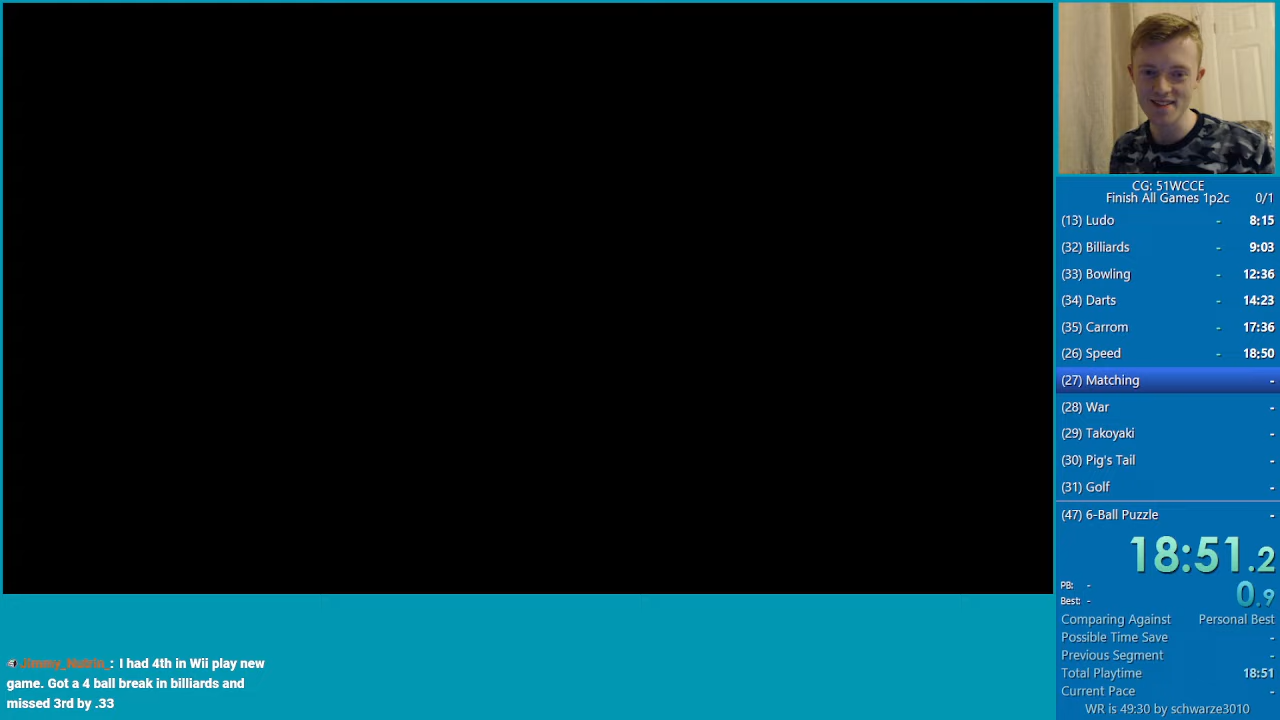 CG: 51WCCE
Finish All Games 1p2c 0/1
(13) Ludo - 8:15
(32) Billiards - 9:03
(33) Bowling - 12:36
(34) Darts - 14:23
(35) Carrom - 17:36
(26) Speed - 18:50
(27) Matching -
(28) War -
(29) Takoyaki -
(30) Pig's Tail -
(31) Golf -
(47) 6-Ball Puzzle -
18:51.2
PB: -
Best: - 0.9
Comparing Against Personal Best
Possible Time Save -
Previous Segment -
Total Playtime 18:51
Current Pace -
WR is 49:30 by schwarze3010
Jimmy_Nutrin_: I had 4th in Wii play new
game. Got a 4 ball break in billiards and
missed 3rd by .33